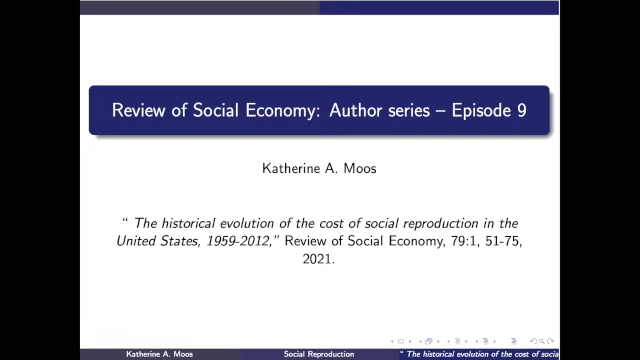 Review of Social Economy: Author series – Episode 9
Katherine A. Moos
“ The historical evolution of the cost of social reproduction in the
United States, 1959-2012,” Review of Social Economy, 79:1, 51-75,
2021.
Katherine A. Moos Social Reproduction “ The historical evolution of the cost of socia